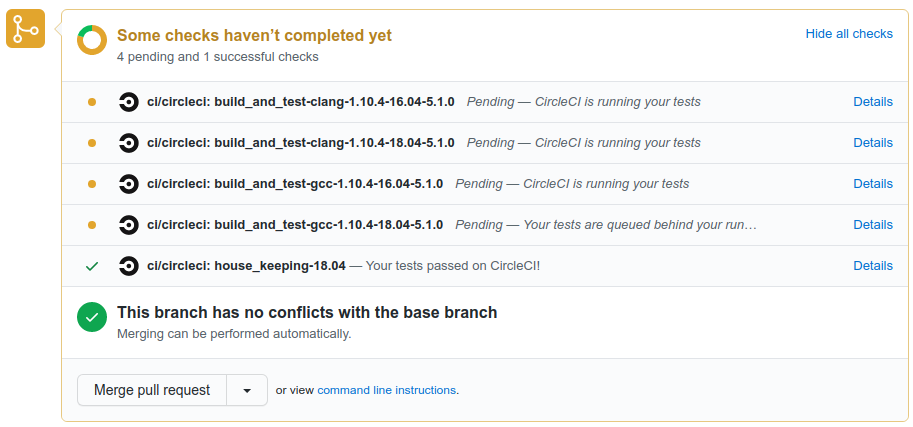 Some checks haven’t completed yet
Hide all checks
4 pending and 1 successful checks
ci/circleci: build_and_test-clang-1.10.4-16.04-5.1.0 Pending — CircleCI is running your tests Details
ci/circleci: build_and_test-clang-1.10.4-18.04-5.1.0 Pending — CircleCI is running your tests Details
ci/circleci: build_and_test-gcc-1.10.4-16.04-5.1.0 Pending — CircleCI is running your tests Details
ci/circleci: build_and_test-gcc-1.10.4-18.04-5.1.0 Pending — Your tests are queued behind your run… Details
ci/circleci: house_keeping-18.04 — Your tests passed on CircleCI! Details
This branch has no conflicts with the base branch
Merging can be performed automatically.
Merge pull request or view command line instructions.